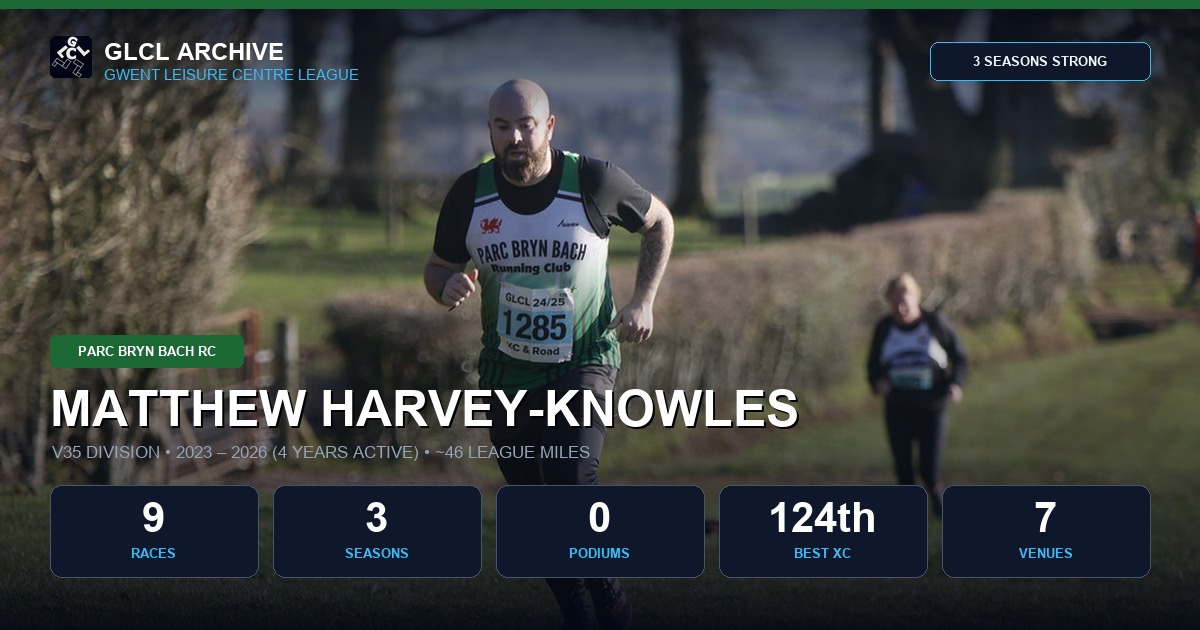 GLCL ARCHIVE
GWENT LEISURE CENTRE LEAGUE
3 SEASONS STRONG
PARC BRYN BACH
Running Club
GLCL 24/25
1285
XC & Road
PARC BRYN BACH RC
MATTHEW HARVEY-KNOWLES
V35 DIVISION • 2023 – 2026 (4 YEARS ACTIVE) • ~46 LEAGUE MILES
9
RACES
3
SEASONS
0
PODIUMS
124th
BEST XC
7
VENUES